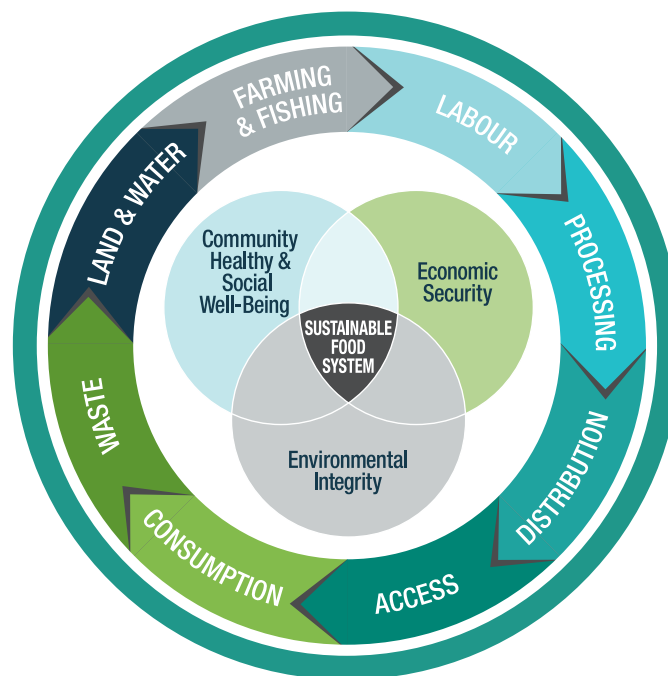 FARMING
& FISHING
LABOUR
PROCESSING
DISTRIBUTION
ACCESS
CONSUMPTION
WASTE
LAND & WATER
Community
Healthy &
Social
Well-Being
Economic
Security
SUSTAINABLE
FOOD
SYSTEM
Environmental
Integrity